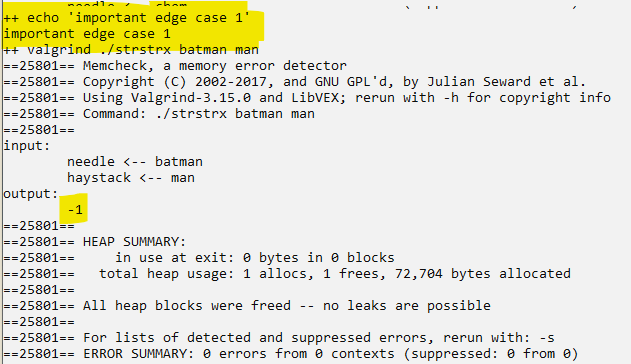 ++ echo 'important edge case 1'
important edge case 1
++ valgrind ./strstrx batman man
==25801== Memcheck, a memory error detector
==25801== Copyright (C) 2002-2017, and GNU GPL'd, by Julian Seward et al.
==25801== Using Valgrind-3.15.0 and LibVEX; rerun with -h for copyright info
==25801== Command: ./strstrx batman man
==25801==
input:
needle <-- batman
haystack <-- man
output:
-1
==25801==
==25801== HEAP SUMMARY:
==25801== in use at exit: 0 bytes in 0 blocks
==25801== total heap usage: 1 allocs, 1 frees, 72,704 bytes allocated
==25801==
==25801== All heap blocks were freed -- no leaks are possible
==25801==
==25801== For lists of detected and suppressed errors, rerun with: -s
==25801== ERROR SUMMARY: 0 errors from 0 contexts (suppressed: 0 from 0)